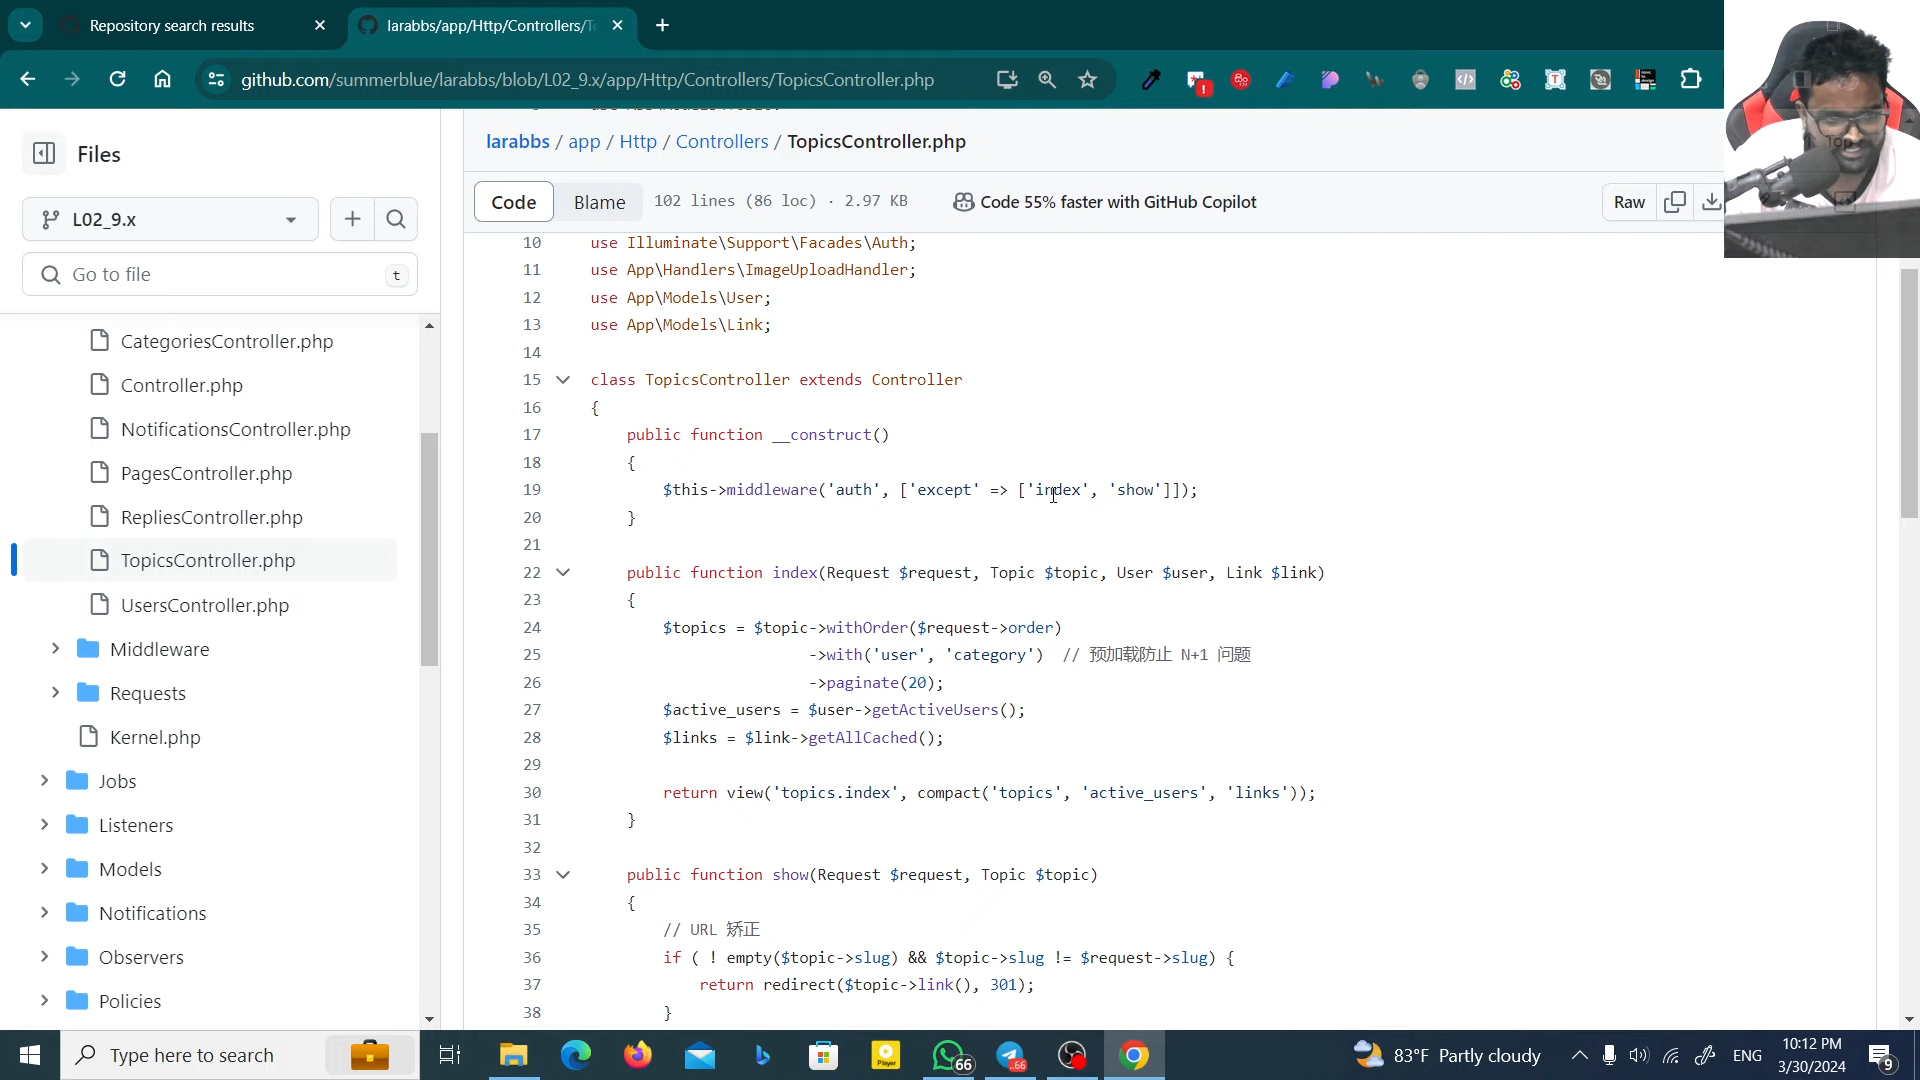 Repository search results
larabbs/app/Http/Controllers/T
github.com/summerblue/larabbs/blob/L02_9.x/app/Http/Controllers/TopicsController.php
Files
L02_9.x
Go to file
t
CategoriesController.php
Controller.php
NotificationsController.php
PagesController.php
RepliesController.php
TopicsController.php
UsersController.php
Middleware
Requests
Kernel.php
Jobs
Listeners
Models
Notifications
Observers
Policies
larabbs / app / Http / Controllers / TopicsController.php
Code Blame 102 lines (86 loc) · 2.97 KB Code 55% faster with GitHub Copilot Raw
Top
10 use Illuminate\Support\Facades\Auth;
11 use App\Handlers\ImageUploadHandler;
12 use App\Models\User;
13 use App\Models\Link;
14
15 class TopicsController extends Controller
16 {
17 public function __construct()
18 {
19 $this->middleware('auth', ['except' => ['index', 'show']]);
20 }
21
22 public function index(Request $request, Topic $topic, User $user, Link $link)
23 {
24 $topics = $topic->withOrder($request->order)
25 ->with('user', 'category') // 预加载防止 N+1 问题
26 ->paginate(20);
27 $active_users = $user->getActiveUsers();
28 $links = $link->getAllCached();
29
30 return view('topics.index', compact('topics', 'active_users', 'links'));
31 }
32
33 public function show(Request $request, Topic $topic)
34 {
35 // URL 矫正
36 if ( ! empty($topic->slug) && $topic->slug != $request->slug) {
37 return redirect($topic->link(), 301);
38 }
Type here to search
Player
66
66
83°F Partly cloudy
ENG
10:12 PM
3/30/2024
9